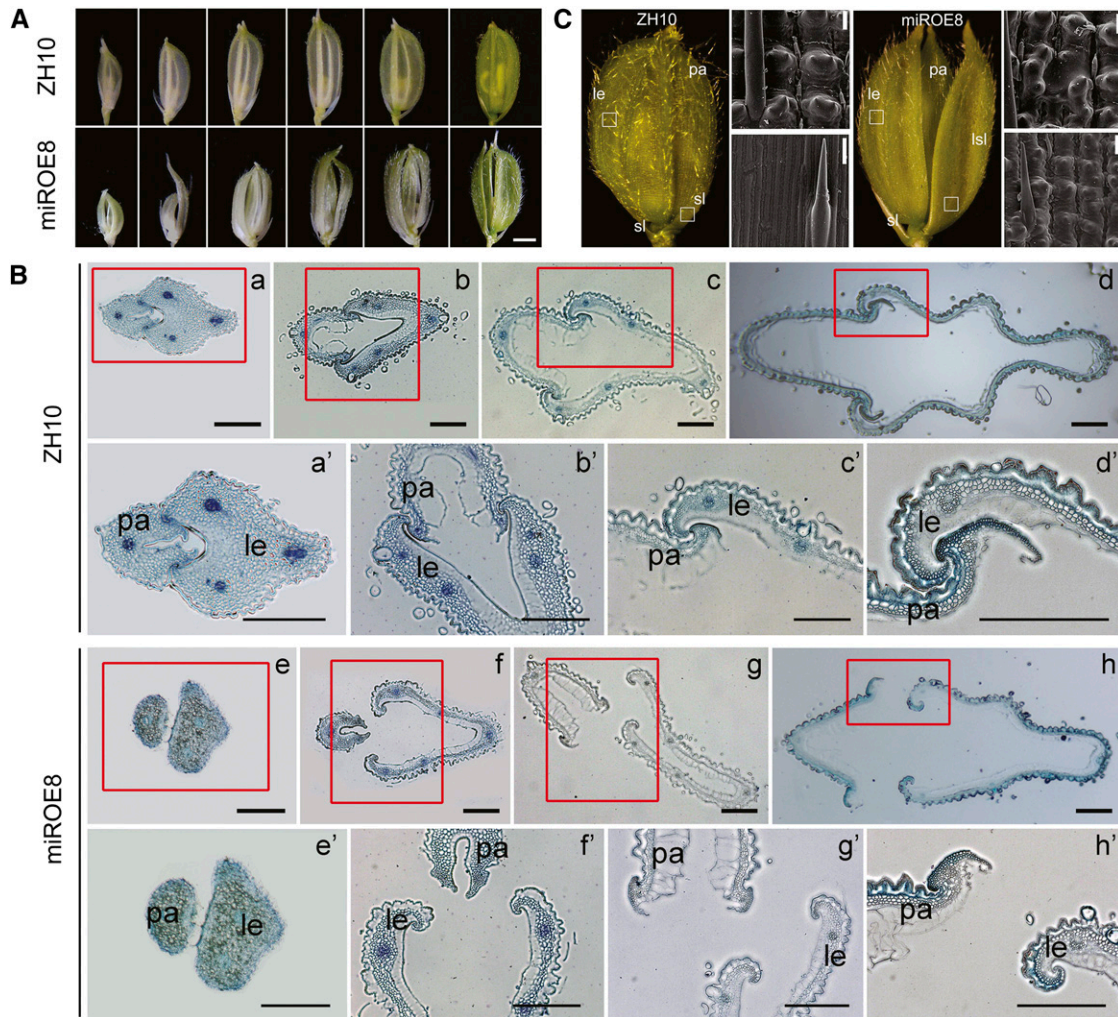 A
ZH10
miROE8
C
ZH10
le
pa
sl
sl
miROE8
le
pa
lsl
sl
B
ZH10
a
b
c
d
a'
pa
le
b'
pa
le
c'
le
pa
d'
le
pa
miROE8
e
f
g
h
e'
pa
le
f'
pa
le
g'
pa
le
h'
pa
le